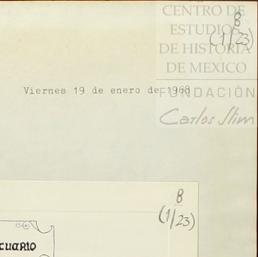 CENTRO DE
ESTUDIOS
DE HISTORIA
DE MEXICO
FUNDACIÓN
Carlos Slim
8
(1/23)
Viernes 19 de enero de 1968
8
(1/23)